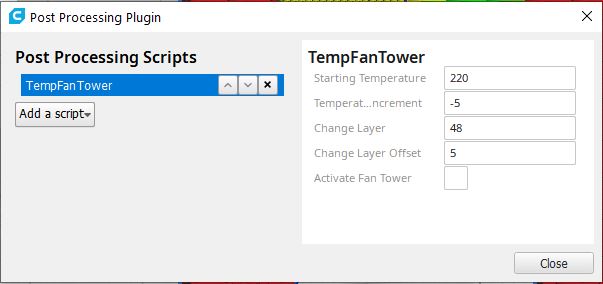 Post Processing Plugin
Post Processing Scripts
TempFanTower
Add a script
TempFanTower
Starting Temperature 220
Temperat...ncrement -5
Change Layer 48
Change Layer Offset 5
Activate Fan Tower
Close